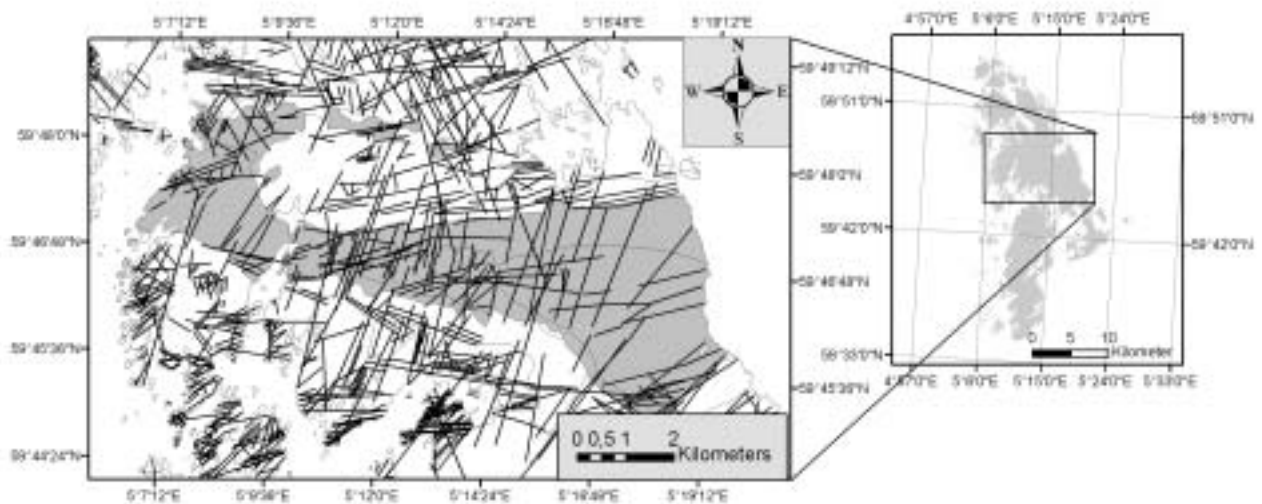 5°7'12"E 5°9'36"E 5°12'0"E 5°14'24"E 5°16'48"E 5°19'12"E
59°48'0"N
59°46'48"N
59°45'36"N
59°44'24"N
N
W E
S
59°49'12"N
59°48'0"N
59°46'48"N
59°45'36"N
0 0,5 1 2
Kilometers
5°7'12"E 5°9'36"E 5°12'0"E 5°14'24"E 5°16'48"E 5°19'12"E
4°57'0"E 5°6'0"E 5°15'0"E 5°24'0"E
59°51'0"N
59°42'0"N
59°33'0"N
59°51'0"N
59°42'0"N
0 5 10
Kilometer
4°57'0"E 5°6'0"E 5°15'0"E 5°24'0"E 5°33'0"E